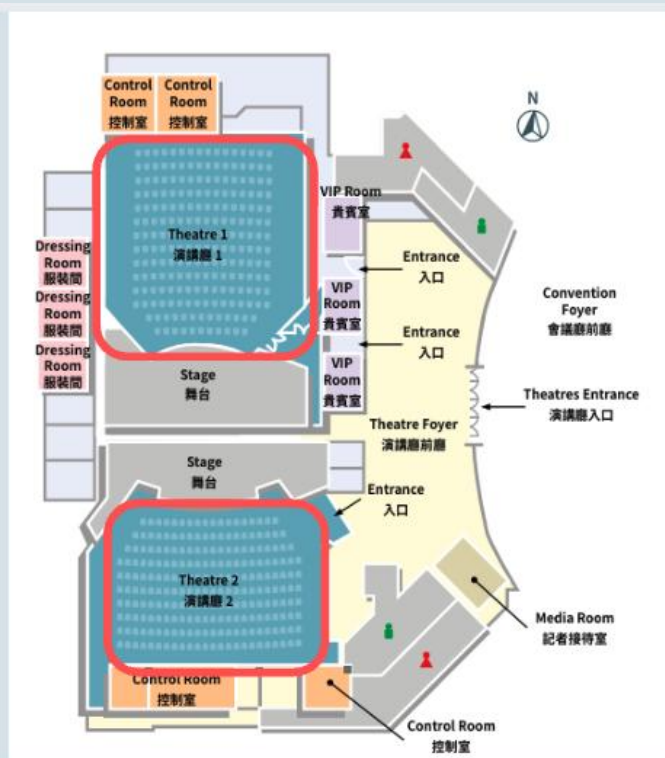 N
Control
Room
控制室
Control
Room
控制室
VIP Room
貴賓室
Theatre 1
演講廳 1
Entrance
入口
Dressing
Room
服裝間
Dressing
Room
服裝間
Dressing
Room
服裝間
VIP
Room
貴賓室
Convention
Foyer
會議廳前廳
Entrance
入口
VIP
Room
貴賓室
Stage
舞台
Theatres Entrance
演講廳入口
Theatre Foyer
演講廳前廳
Stage
舞台
Entrance
入口
Theatre 2
演講廳 2
Media Room
記者接待室
Control Room
控制室
Control Room
控制室